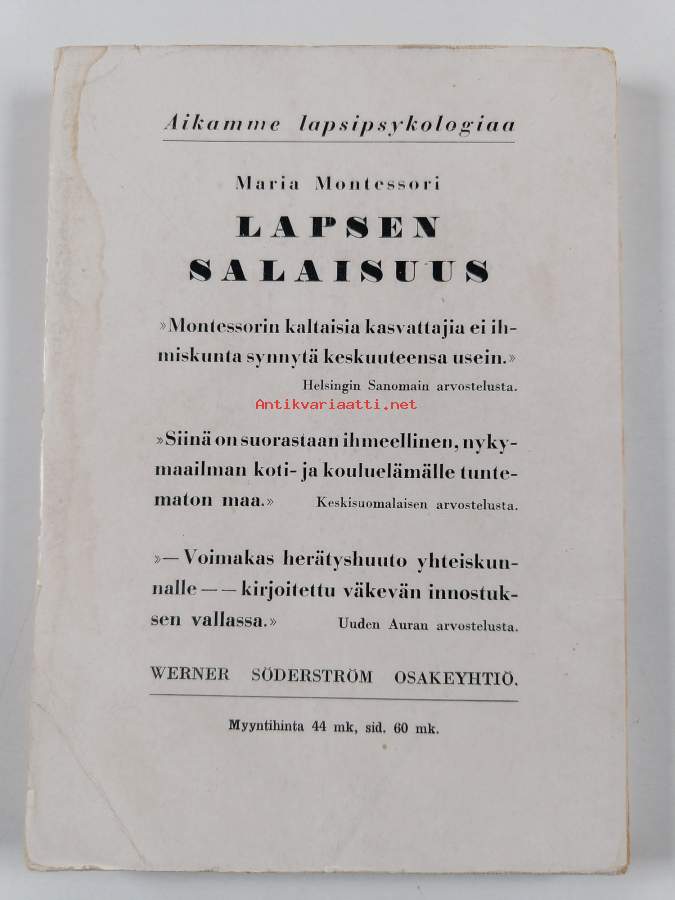 Aikamme lapsipsykologiaa
Maria Montessori
LAPSEN
SALAISUUS
»Montessorin kaltaisia kasvattajia ei ih-
miskunta synnytä keskuuteensa usein.»
Helsingin Sanomain arvostelusta.
Antikvariaatti.net
»Siinä on suorastaan ihmeellinen, nyky-
maailman koti- ja kouluelämälle tunte-
maton maa.» Keskisuomalaisen arvostelusta.
»— Voimakas herätyshuuto yhteiskun-
nalle — — kirjoitettu väkevän innostuk-
sen vallassa.» Uuden Auran arvostelusta.
WERNER SÖDERSTRÖM OSAKEYHTIÖ.
Myyntihinta 44 mk, sid. 60 mk.